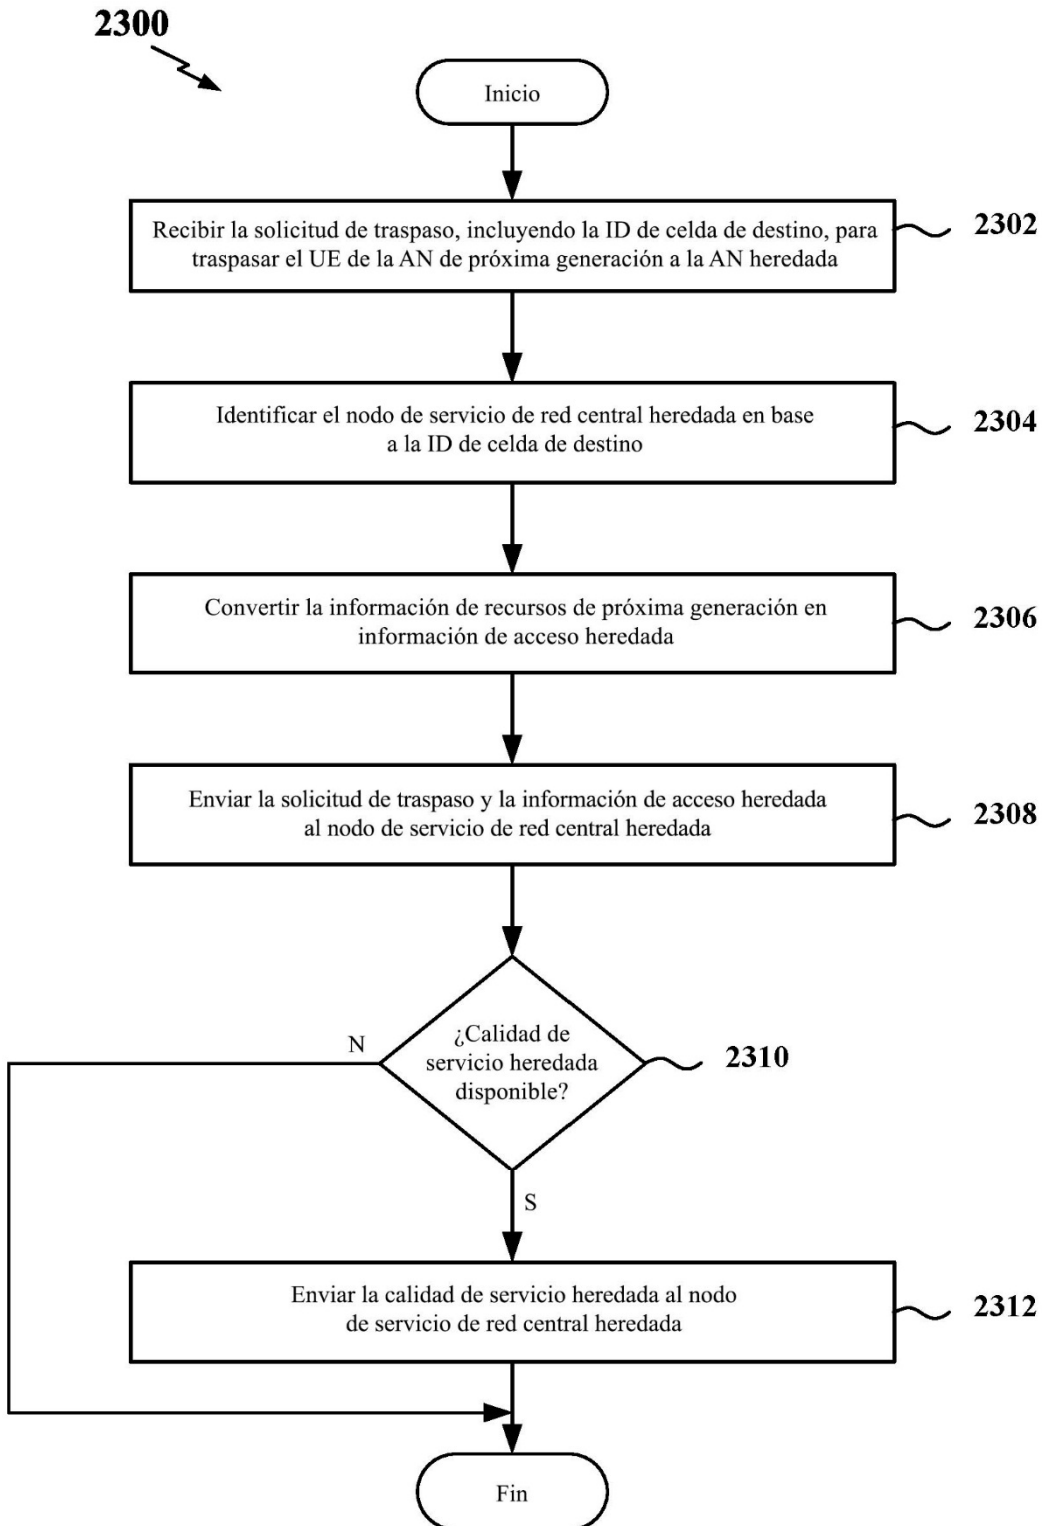 2300
Inicio
Recibir la solicitud de traspaso, incluyendo la ID de celda de destino, para
traspasar el UE de la AN de próxima generación a la AN heredada
2302
Identificar el nodo de servicio de red central heredada en base
a la ID de celda de destino
2304
Convertir la información de recursos de próxima generación en
información de acceso heredada
2306
Enviar la solicitud de traspaso y la información de acceso heredada
al nodo de servicio de red central heredada
2308
¿Calidad de
servicio heredada
disponible?
2310
N
S
Enviar la calidad de servicio heredada al nodo
de servicio de red central heredada
2312
Fin